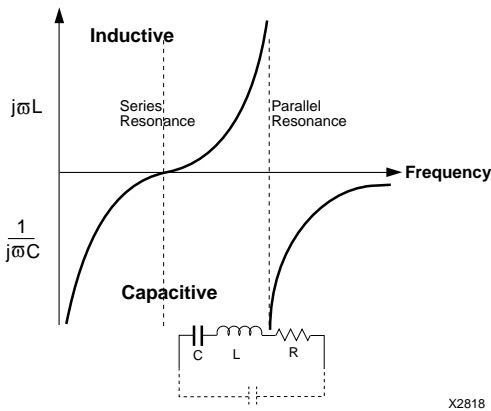 Inductive
jϖL
Series
Resonance
Parallel
Resonance
Frequency
1
jϖC
Capacitive
C
L
R
X2818